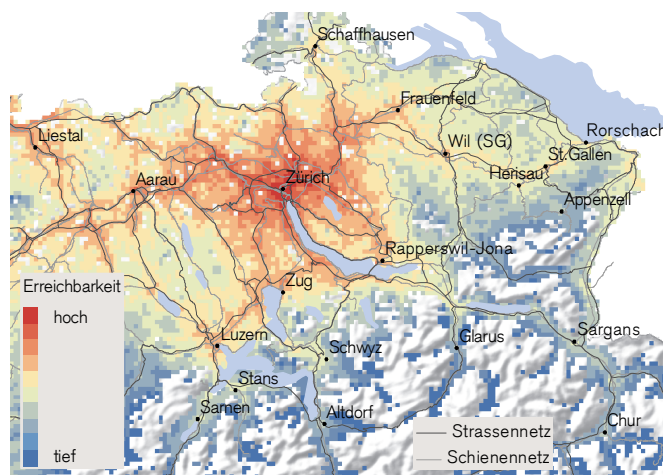 Schaffhausen
Frauenfeld
Liestal
Rorschach
Wil (SG)
St.Gallen
Aarau
Zürich
Herisau
Appenzell
Rapperswil-Jona
Zug
Erreichbarkeit
hoch
Luzern
Schwyz
Glarus
Sargans
Stans
Sarnen
Altdorf
Chur
Strassennetz
tief
Schienennetz